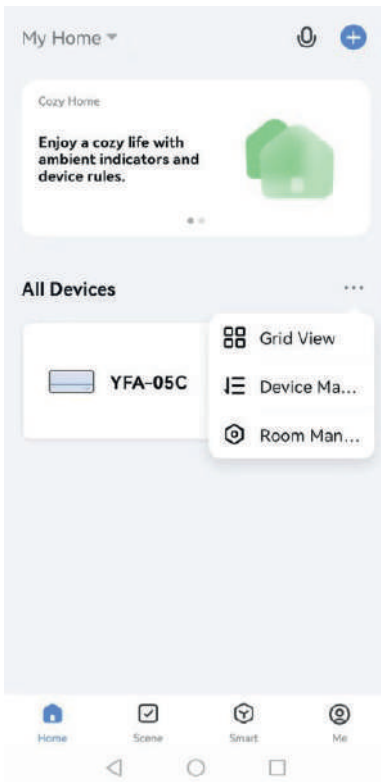 My Home
Cozy Home
Enjoy a cozy life with
ambient indicators and
device rules.
All Devices
Grid View
YFA-05C
Device Ma...
Room Man...
Home
Scene
Smart
Me